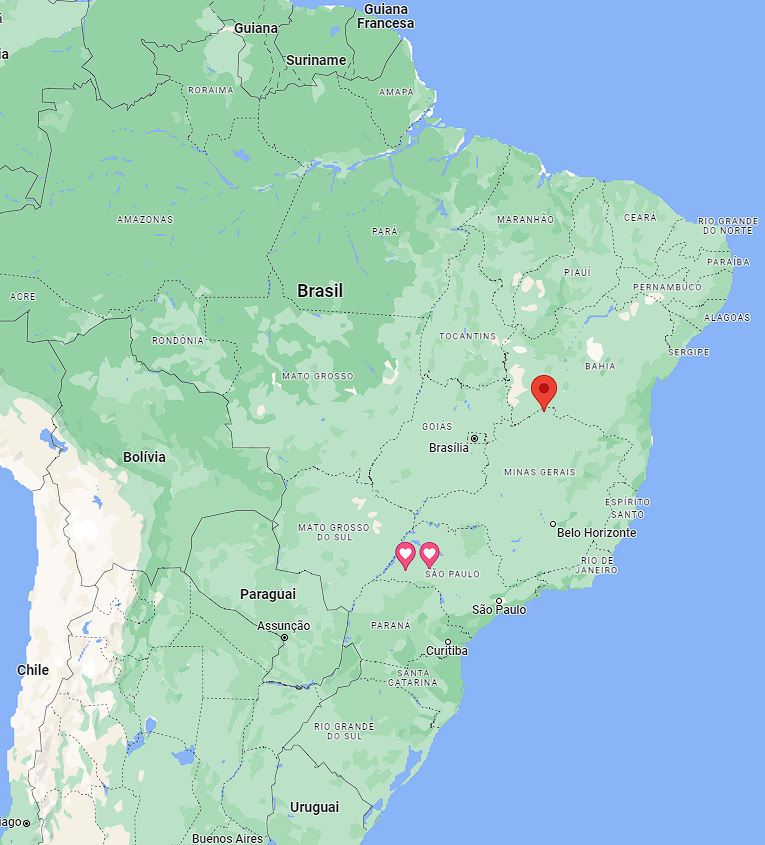 Guiana
Francesa
Guiana
Suriname
RORAIMA
AMAPÁ
AMAZONAS
PARÁ
MARANHÃO
CEARÁ
RIO GRANDE
DO NORTE
PARAÍBA
PIAUÍ
PERNAMBUCO
ACRE
Brasil
ALAGOAS
RONDÔNIA
TOCANTINS
SERGIPE
BAHIA
MATO GROSSO
GOIÁS
Brasília
Bolívia
MINAS GERAIS
ESPÍRITO
SANTO
MATO GROSSO
DO SUL
Belo Horizonte
RIO DE
JANEIRO
SÃO PAULO
Paraguai
São Paulo
Assunção
PARANÁ
Curitiba
Chile
SANTA
CATARINA
RIO GRANDE
DO SUL
Uruguai
iago
Buenos Aires